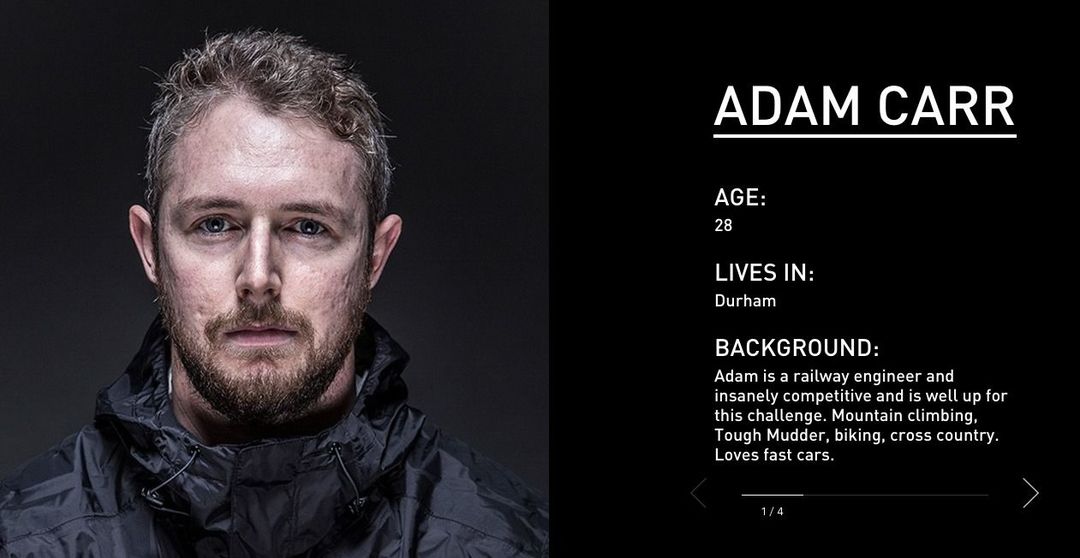 ADAM CARR
AGE:
28
LIVES IN:
Durham
BACKGROUND:
Adam is a railway engineer and
insanely competitive and is well up for
this challenge. Mountain climbing,
Tough Mudder, biking, cross country.
Loves fast cars.
1 / 4